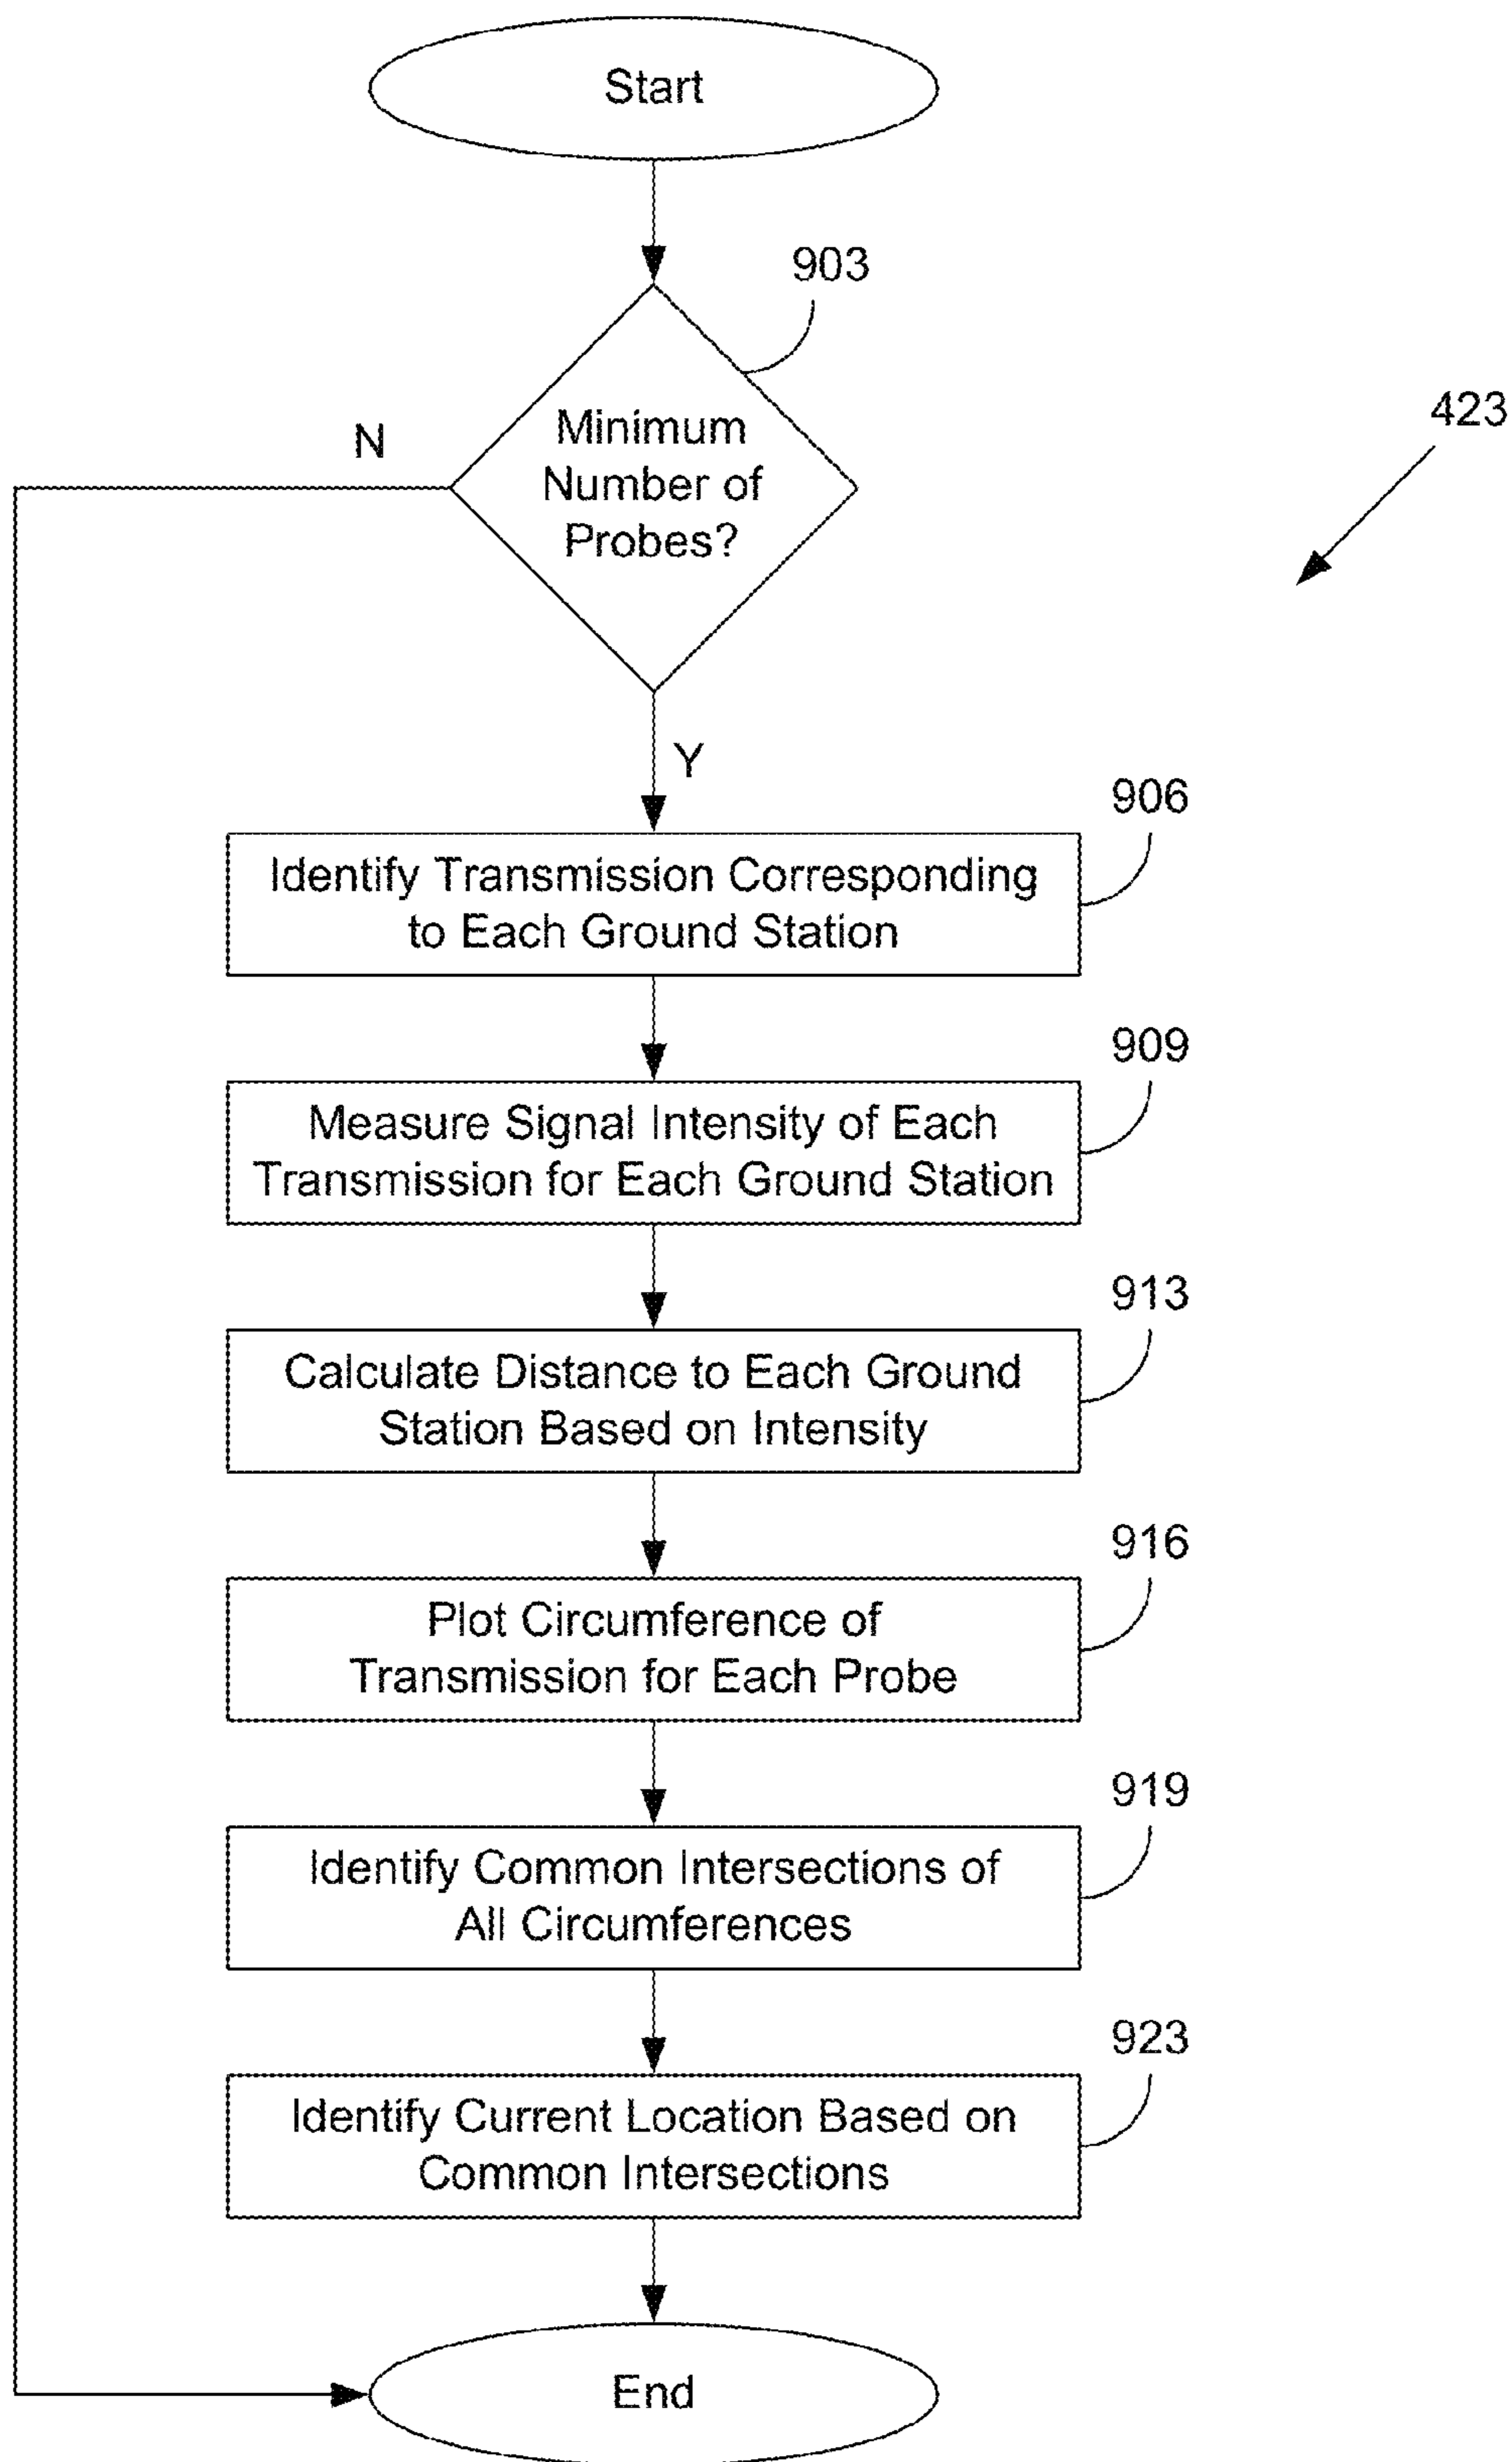 Start
903
423
N
Minimum
Number of
Probes?
Y
906
Identify Transmission Corresponding
to Each Ground Station
909
Measure Signal Intensity of Each
Transmission for Each Ground Station
913
Calculate Distance to Each Ground
Station Based on Intensity
916
Plot Circumference of
Transmission for Each Probe
919
Identify Common Intersections of
All Circumferences
923
Identify Current Location Based on
Common Intersections
End